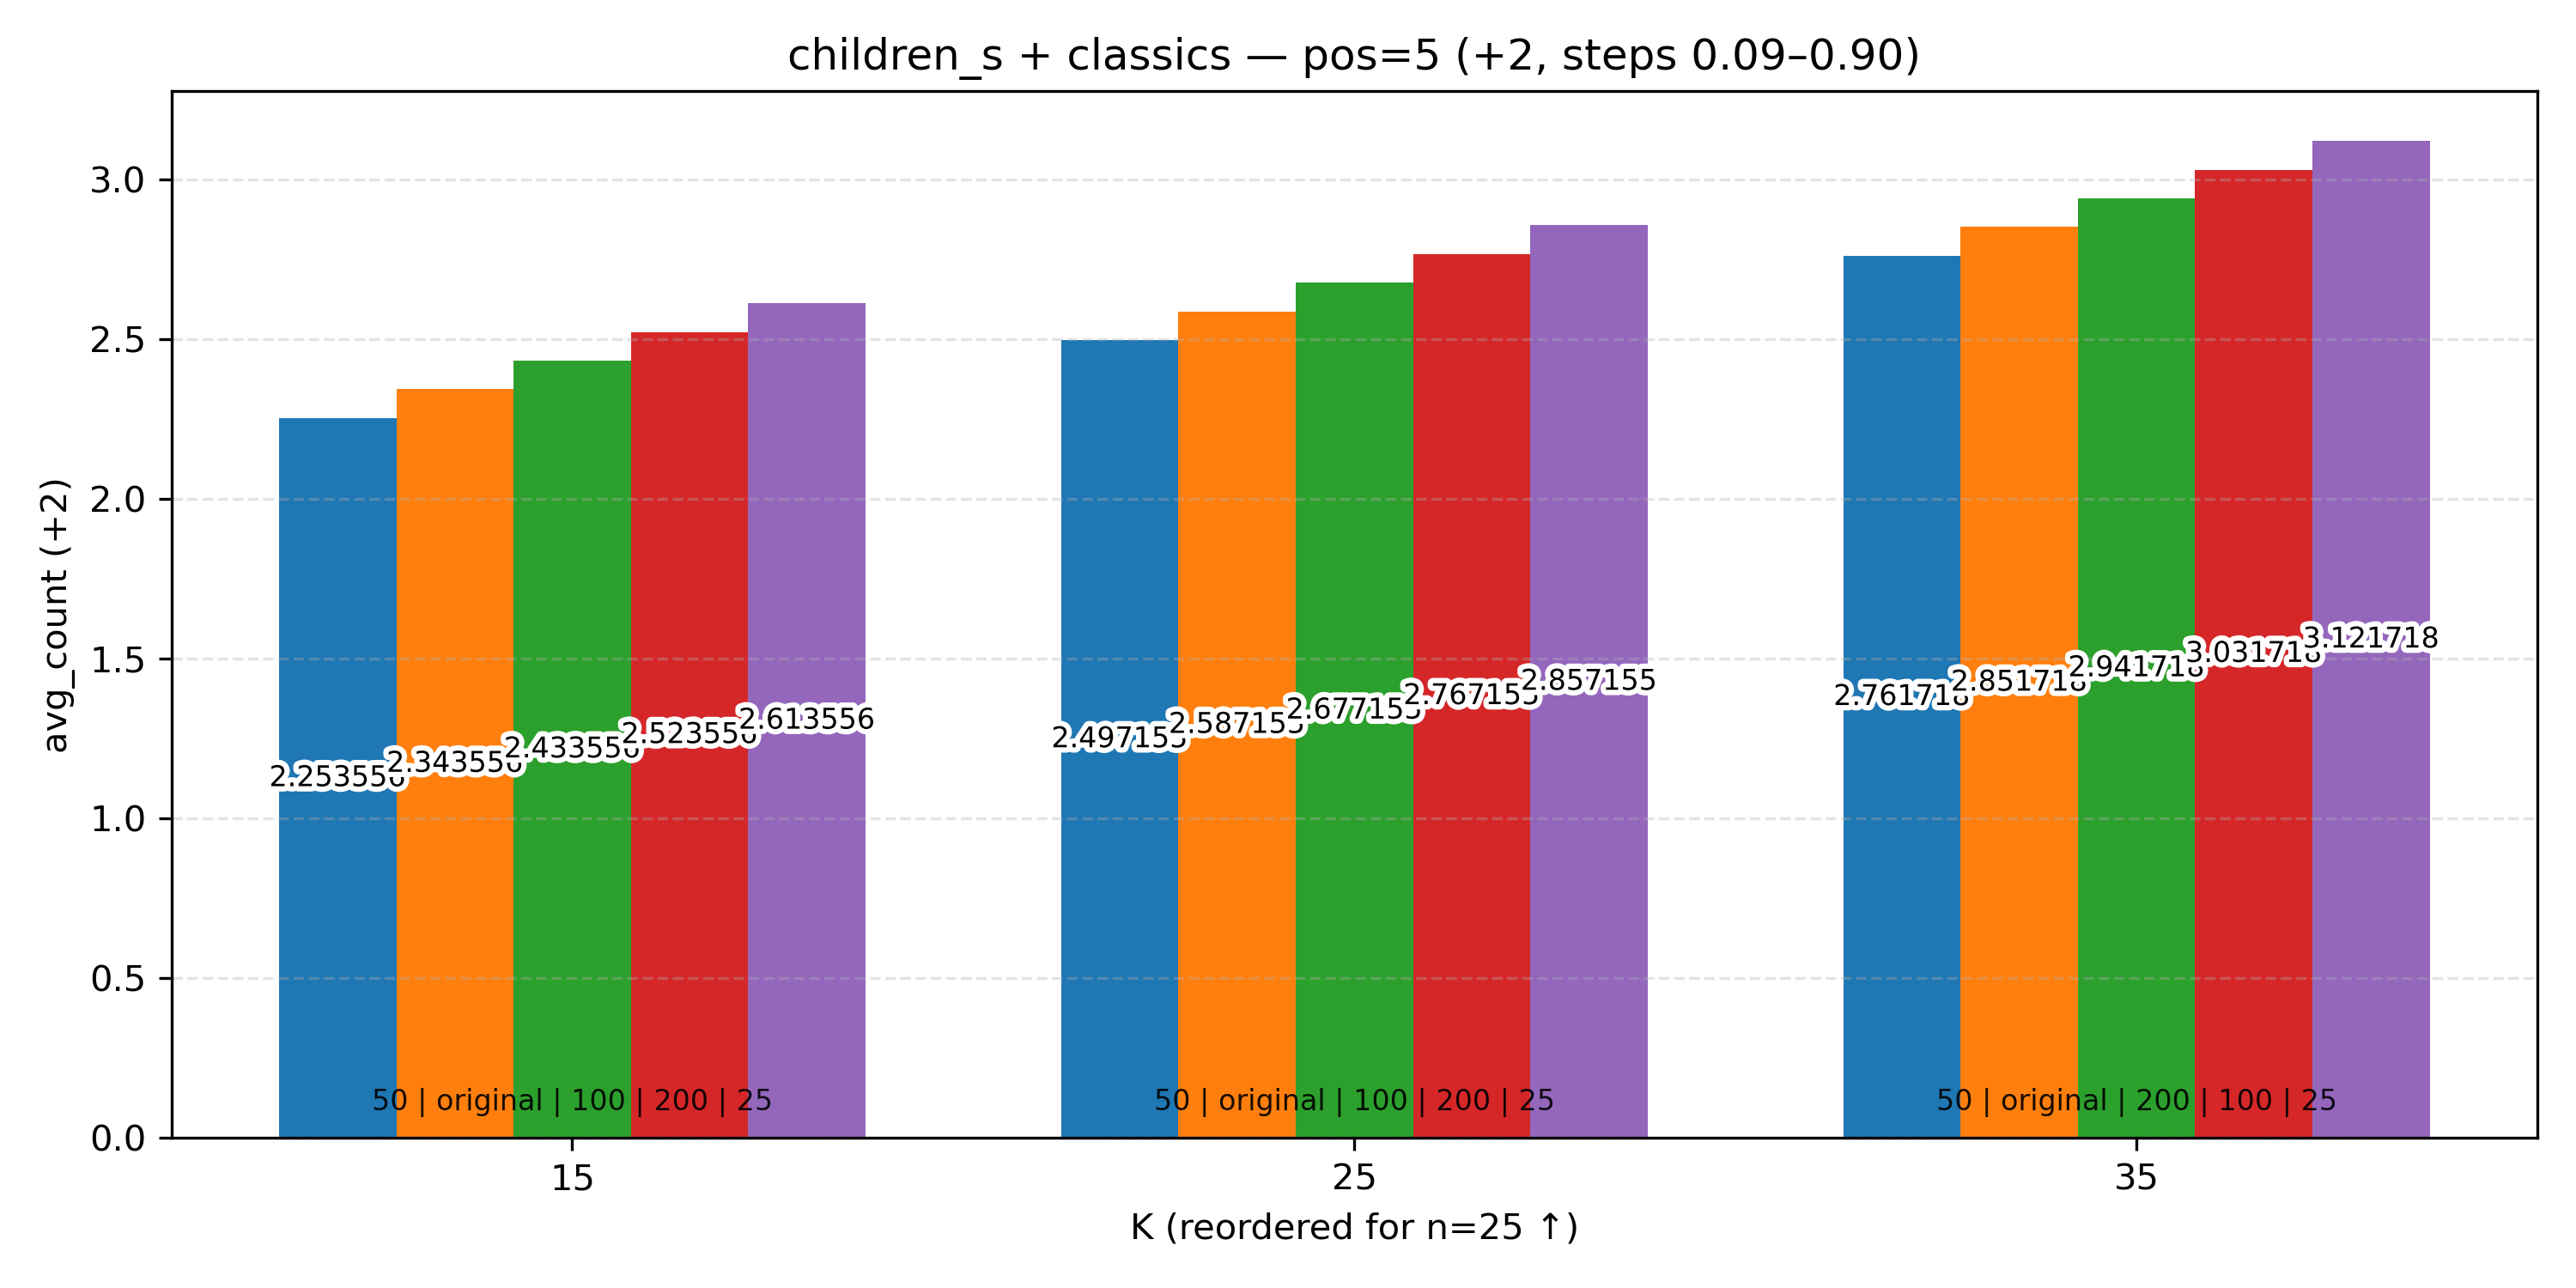 children_s + classics — pos=5 (+2, steps 0.09–0.90)
avg_count (+2)
3.0
2.5
2.0
1.5
1.0
0.5
0.0
2.253556 2.343556 2.433556 2.523556 2.613556
2.497155 2.587155 2.677155 2.767155 2.857155
2.761718 2.851718 2.941718 3.031718 3.121718
50 | original | 100 | 200 | 25
50 | original | 100 | 200 | 25
50 | original | 200 | 100 | 25
15 25 35
K (reordered for n=25 ↑)